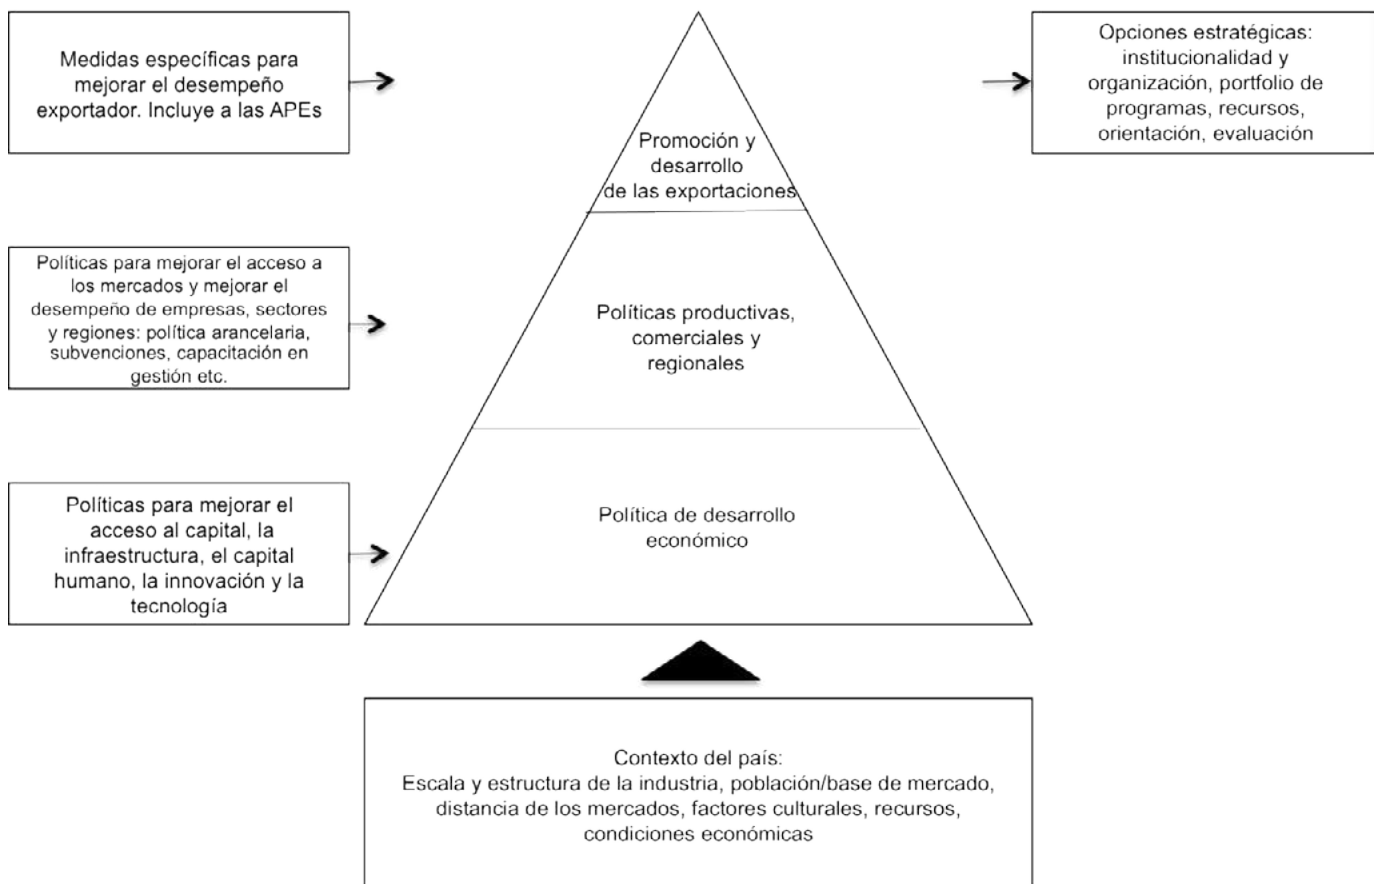 Medidas específicas para
mejorar el desempeño
exportador. Incluye a las APEs
Opciones estratégicas:
institucionalidad y
organización, portfolio de
programas, recursos,
orientación, evaluación
Promoción y
desarrollo
de las exportaciones
Políticas para mejorar el acceso a
los mercados y mejorar el
desempeño de empresas, sectores
y regiones: política arancelaria,
subvenciones, capacitación en
gestión etc.
Políticas productivas,
comerciales y
regionales
Políticas para mejorar el
acceso al capital, la
infraestructura, el capital
humano, la innovación y la
tecnología
Política de desarrollo
económico
Contexto del país:
Escala y estructura de la industria, población/base de mercado,
distancia de los mercados, factores culturales, recursos,
condiciones económicas